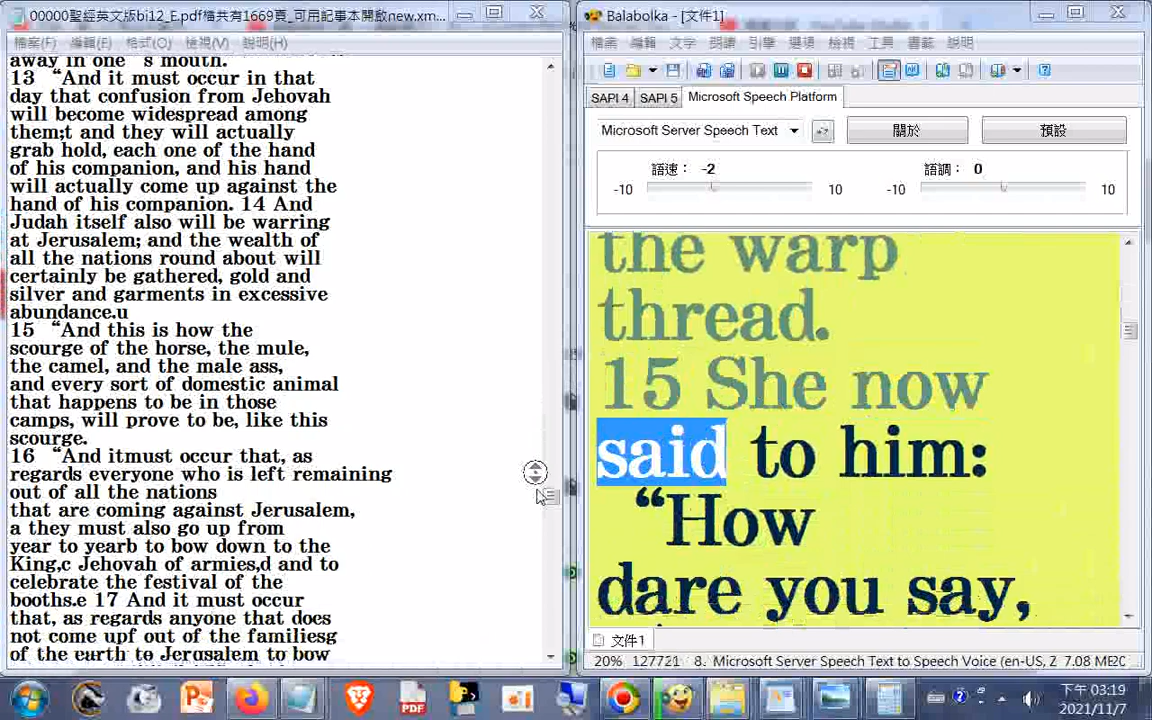 00000聖經英文版bi12_E.pdf檔共有1669頁_可用記事本開啟new.xm...
檔案(F) 編輯(E) 格式(O) 檢視(V) 說明(H)
away in one's mouth.
13 “And it must occur in that
day that confusion from Jehovah
will become widespread among
them;t and they will actually
grab hold, each one of the hand
of his companion, and his hand
will actually come up against the
hand of his companion. 14 And
Judah itself also will be warring
at Jerusalem; and the wealth of
all the nations round about will
certainly be gathered, gold and
silver and garments in excessive
abundance.u
15 “And this is how the
scourge of the horse, the mule,
the camel, and the male ass,
and every sort of domestic animal
that happens to be in those
camps, will prove to be, like this
scourge.
16 “And itmust occur that, as
regards everyone who is left remaining
out of all the nations
that are coming against Jerusalem,
a they must also go up from
year to yearb to bow down to the
King,c Jehovah of armies,d and to
celebrate the festival of the
booths.e 17 And it must occur
that, as regards anyone that does
not come upf out of the familiesg
of the earth to Jerusalem to bow
Balabolka - [文件1]
檔案 編輯 文字 朗讀 引擎 選項 檢視 工具 書籤 說明
SAPI 4 SAPI 5 Microsoft Speech Platform
Microsoft Server Speech Text 關於 預設
語速： -2 語調： 0
-10 10 -10 10
the warp
thread.
15 She now
said to him:
“How
dare you say,
文件1
20% 127721 8. Microsoft Server Speech Text to Speech Voice (en-US, Z 7.08 ME
PDF
下午 03:19
2021/11/7